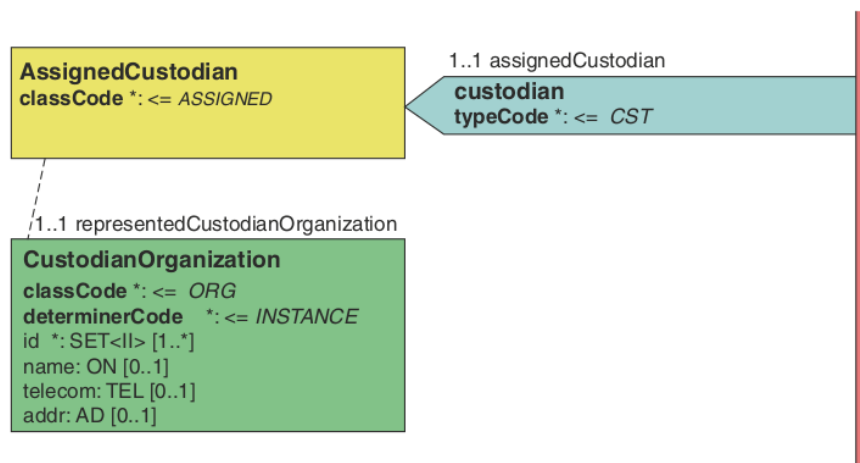 AssignedCustodian
classCode *: <= ASSIGNED
1..1 assignedCustodian
custodian
typeCode *: <= CST
1..1 representedCustodianOrganization
CustodianOrganization
classCode *: <= ORG
determinerCode *: <= INSTANCE
id *: SET<II> [1..*]
name: ON [0..1]
telecom: TEL [0..1]
addr: AD [0..1]